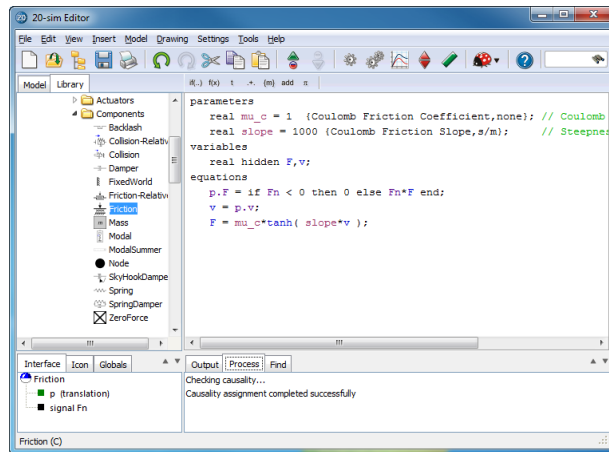 20-sim Editor
File Edit View Insert Model Drawing Settings Tools Help
Model Library
if(..) f(x) t .+. {m} add π
Actuators
Components
Backlash
Collision-Relativ
Collision
Damper
FixedWorld
Friction-Relative
Friction
Mass
Modal
ModalSummer
Node
SkyHookDampe
Spring
SpringDamper
ZeroForce
parameters
real mu_c = 1 {Coulomb Friction Coefficient,none}; // Coulomb
real slope = 1000 {Coulomb Friction Slope,s/m}; // Steepnes
variables
real hidden F,v;
equations
p.F = if Fn < 0 then 0 else Fn*F end;
v = p.v;
F = mu_c*tanh( slope*v );
Interface Icon Globals
Friction
p (translation)
signal Fn
Output Process Find
Checking causality...
Causality assignment completed successfully
Friction (C)